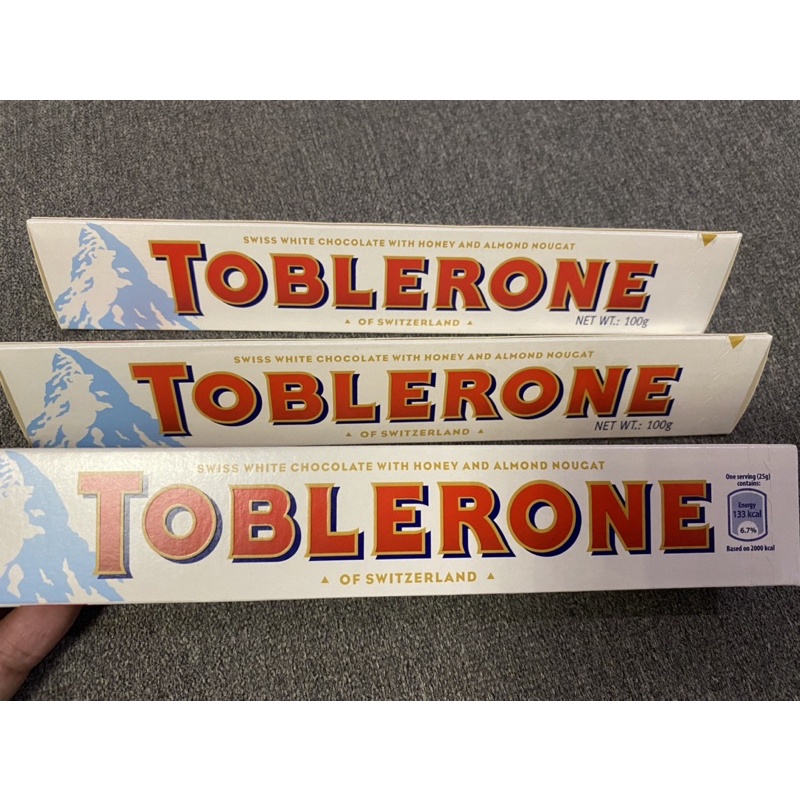 SWISS WHITE CHOCOLATE WITH HONEY AND ALMOND NOUGAT
TOBLERONE
OF SWITZERLAND
NET WT.: 100g
SWISS WHITE CHOCOLATE WITH HONEY AND ALMOND NOUGAT
TOBLERONE
OF SWITZERLAND
NET WT.: 100g
SWISS WHITE CHOCOLATE WITH HONEY AND ALMOND NOUGAT
TOBLERONE
OF SWITZERLAND
One serving (25g)
contains:
Energy
133 kcal
6.7%
Based on 2000 kcal